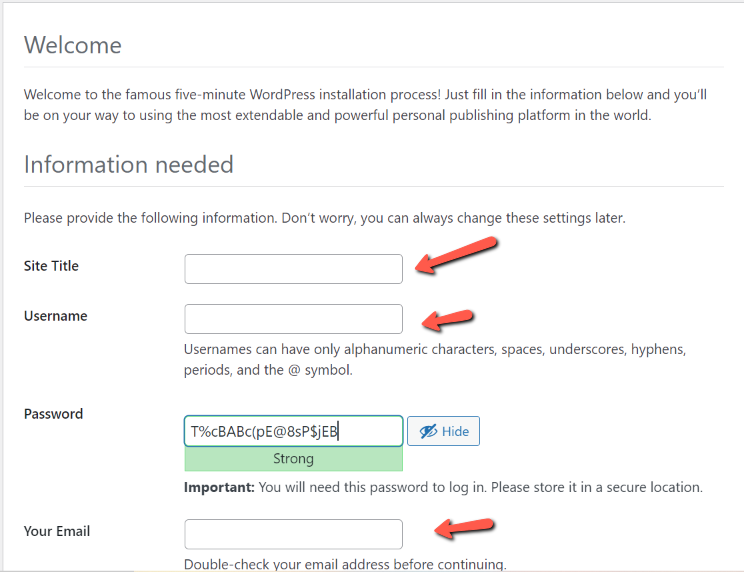 Welcome
Welcome to the famous five-minute WordPress installation process! Just fill in the information below and you’ll
be on your way to using the most extendable and powerful personal publishing platform in the world.
Information needed
Please provide the following information. Don’t worry, you can always change these settings later.
Site Title
Username
Usernames can have only alphanumeric characters, spaces, underscores, hyphens,
periods, and the @ symbol.
Password
T%cBABc(pE@8sP$jEB
Hide
Strong
Important: You will need this password to log in. Please store it in a secure location.
Your Email
Double-check your email address before continuing.